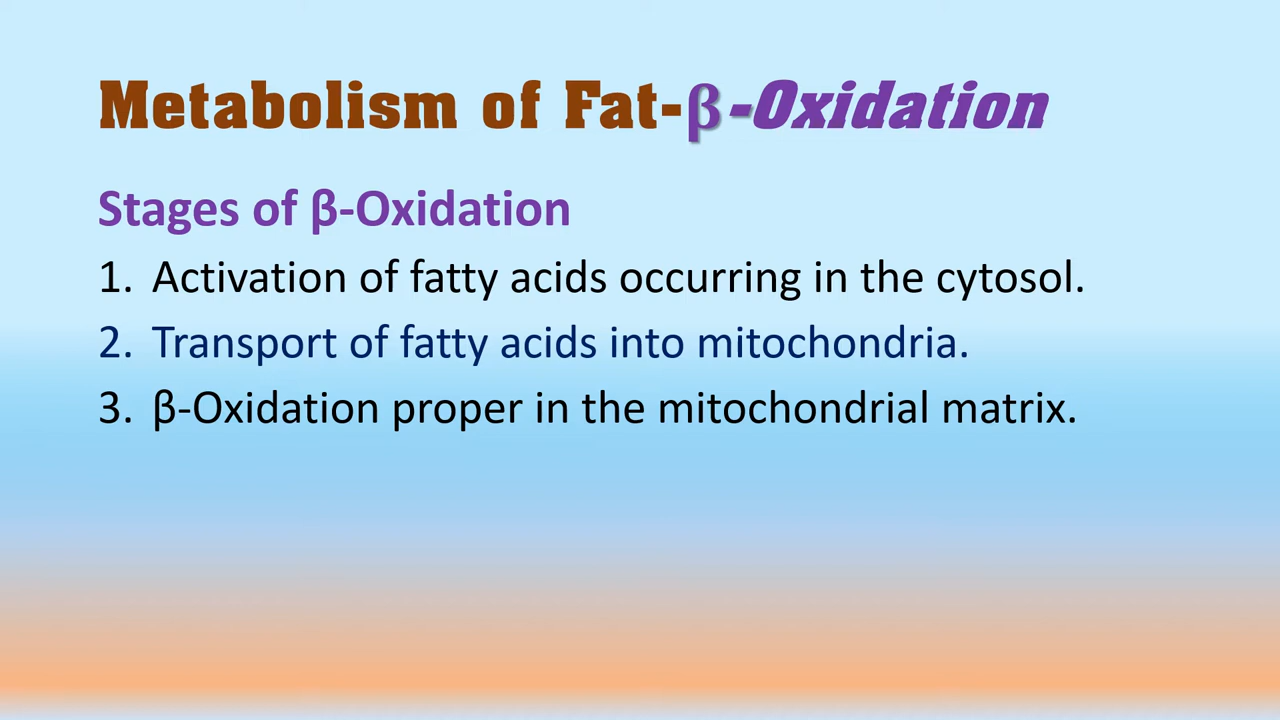 Metabolism of Fat-β-Oxidation
Stages of β-Oxidation
1. Activation of fatty acids occurring in the cytosol.
2. Transport of fatty acids into mitochondria.
3. β-Oxidation proper in the mitochondrial matrix.